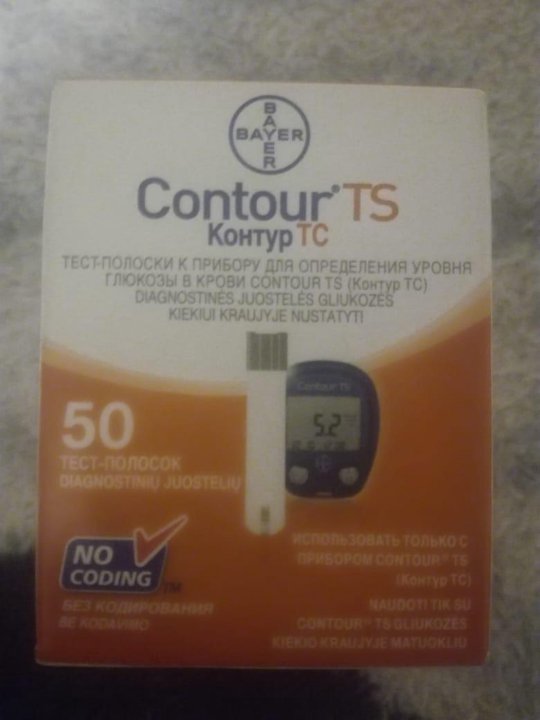 BAYER
BAYER
Contour® TS
Контур ТС
ТЕСТ-ПОЛОСКИ К ПРИБОРУ ДЛЯ ОПРЕДЕЛЕНИЯ УРОВНЯ
ГЛЮКОЗЫ В КРОВИ CONTOUR TS (Контур ТС)
DIAGNOSTINĖS JUOSTELĖS GLIUKOZĖS
KIEKIUI KRAUJYJE NUSTATYTI
Contour TS
5.2
50
ТЕСТ-ПОЛОСОК
DIAGNOSTINIŲ JUOSTELIŲ
NO
CODING
TM
БЕЗ КОДИРОВАНИЯ
BE KODAVIMO
ИСПОЛЬЗОВАТЬ ТОЛЬКО С
ПРИБОРОМ CONTOUR® TS
(Контур ТС)
NAUDOTI TIK SU
CONTOUR® TS GLIUKOZĖS
KIEKIO KRAUJYJE MATUOKLIU